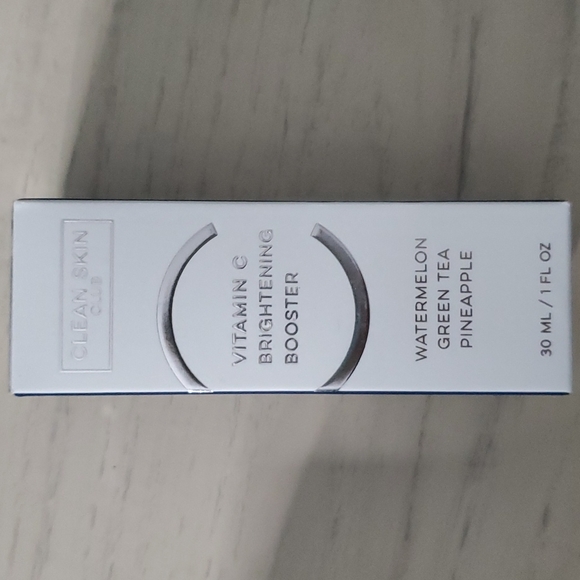 CLEAN SKIN
CLUB
VITAMIN C
BRIGHTENING
BOOSTER
WATERMELON
GREEN TEA
PINEAPPLE
30 ML / 1 FL OZ